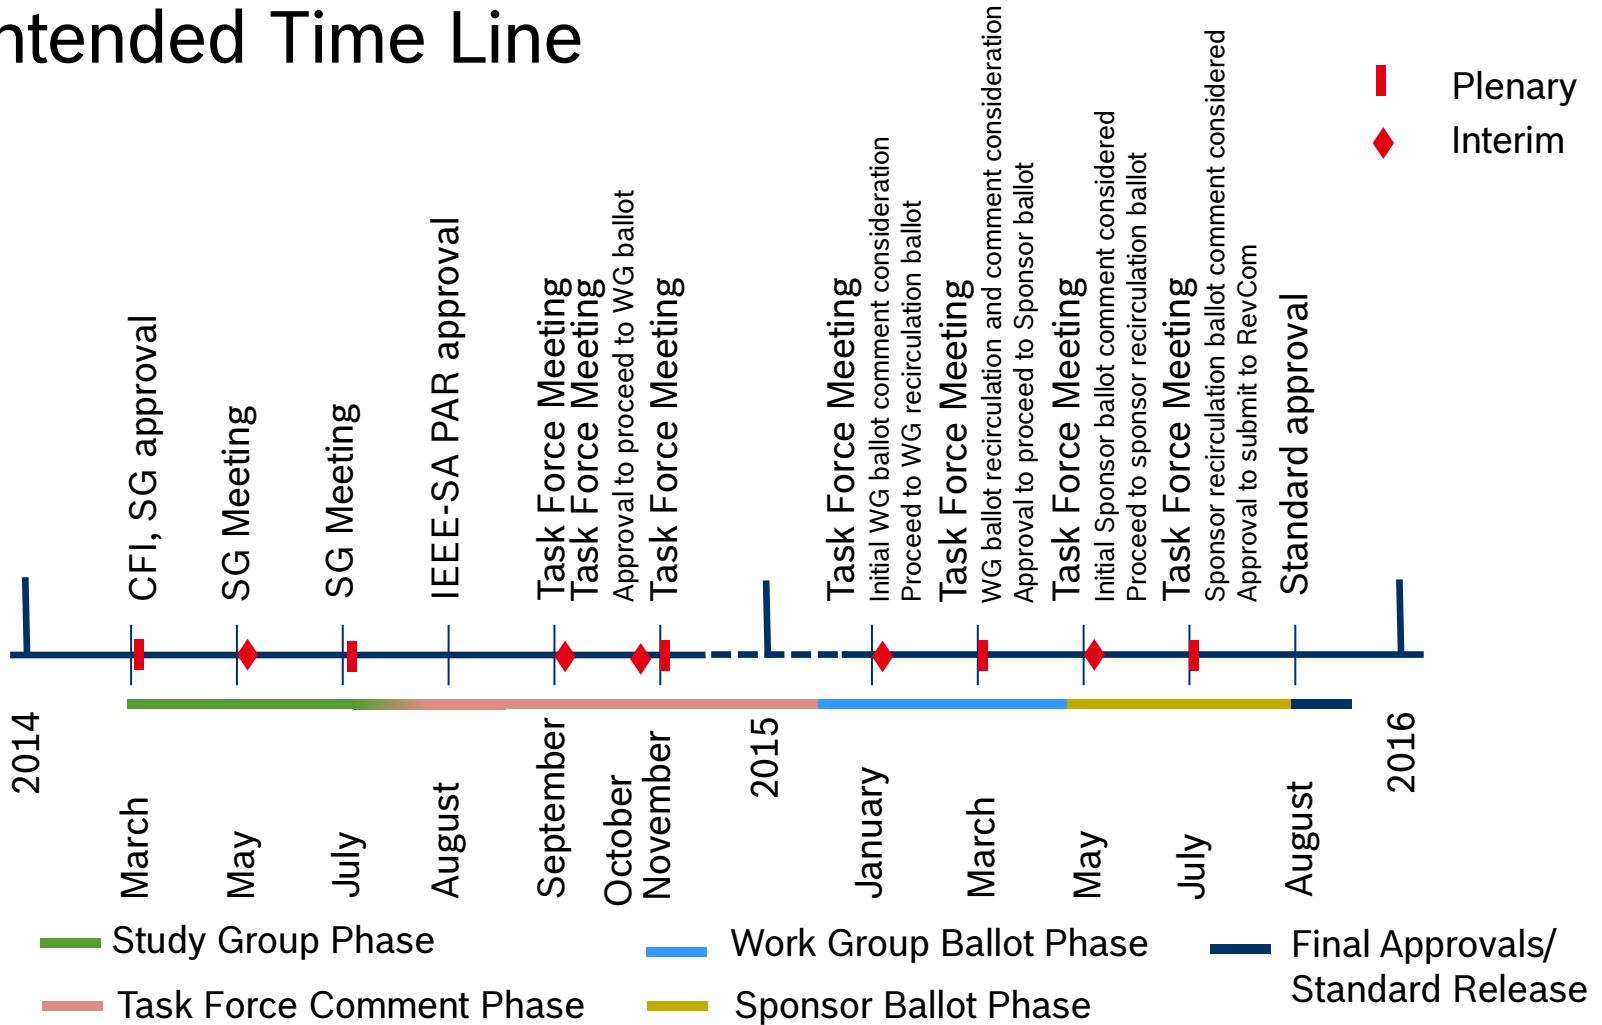 ntended Time Line
Plenary
Interim
CFI, SG approval
SG Meeting
SG Meeting
IEEE-SA PAR approval
Task Force Meeting
Task Force Meeting
Approval to proceed to WG ballot
Task Force Meeting
Task Force Meeting
Initial WG ballot comment consideration
Proceed to WG recirculation ballot
Task Force Meeting
WG ballot recirculation and comment consideration
Approval to proceed to Sponsor ballot
Task Force Meeting
Initial Sponsor ballot comment considered
Proceed to sponsor recirculation ballot
Task Force Meeting
Sponsor recirculation ballot comment considered
Approval to submit to RevCom
Standard approval
2014
March
May
July
August
September
October
November
2015
January
March
May
July
August
2016
Study Group Phase
Task Force Comment Phase
Work Group Ballot Phase
Sponsor Ballot Phase
Final Approvals/
Standard Release